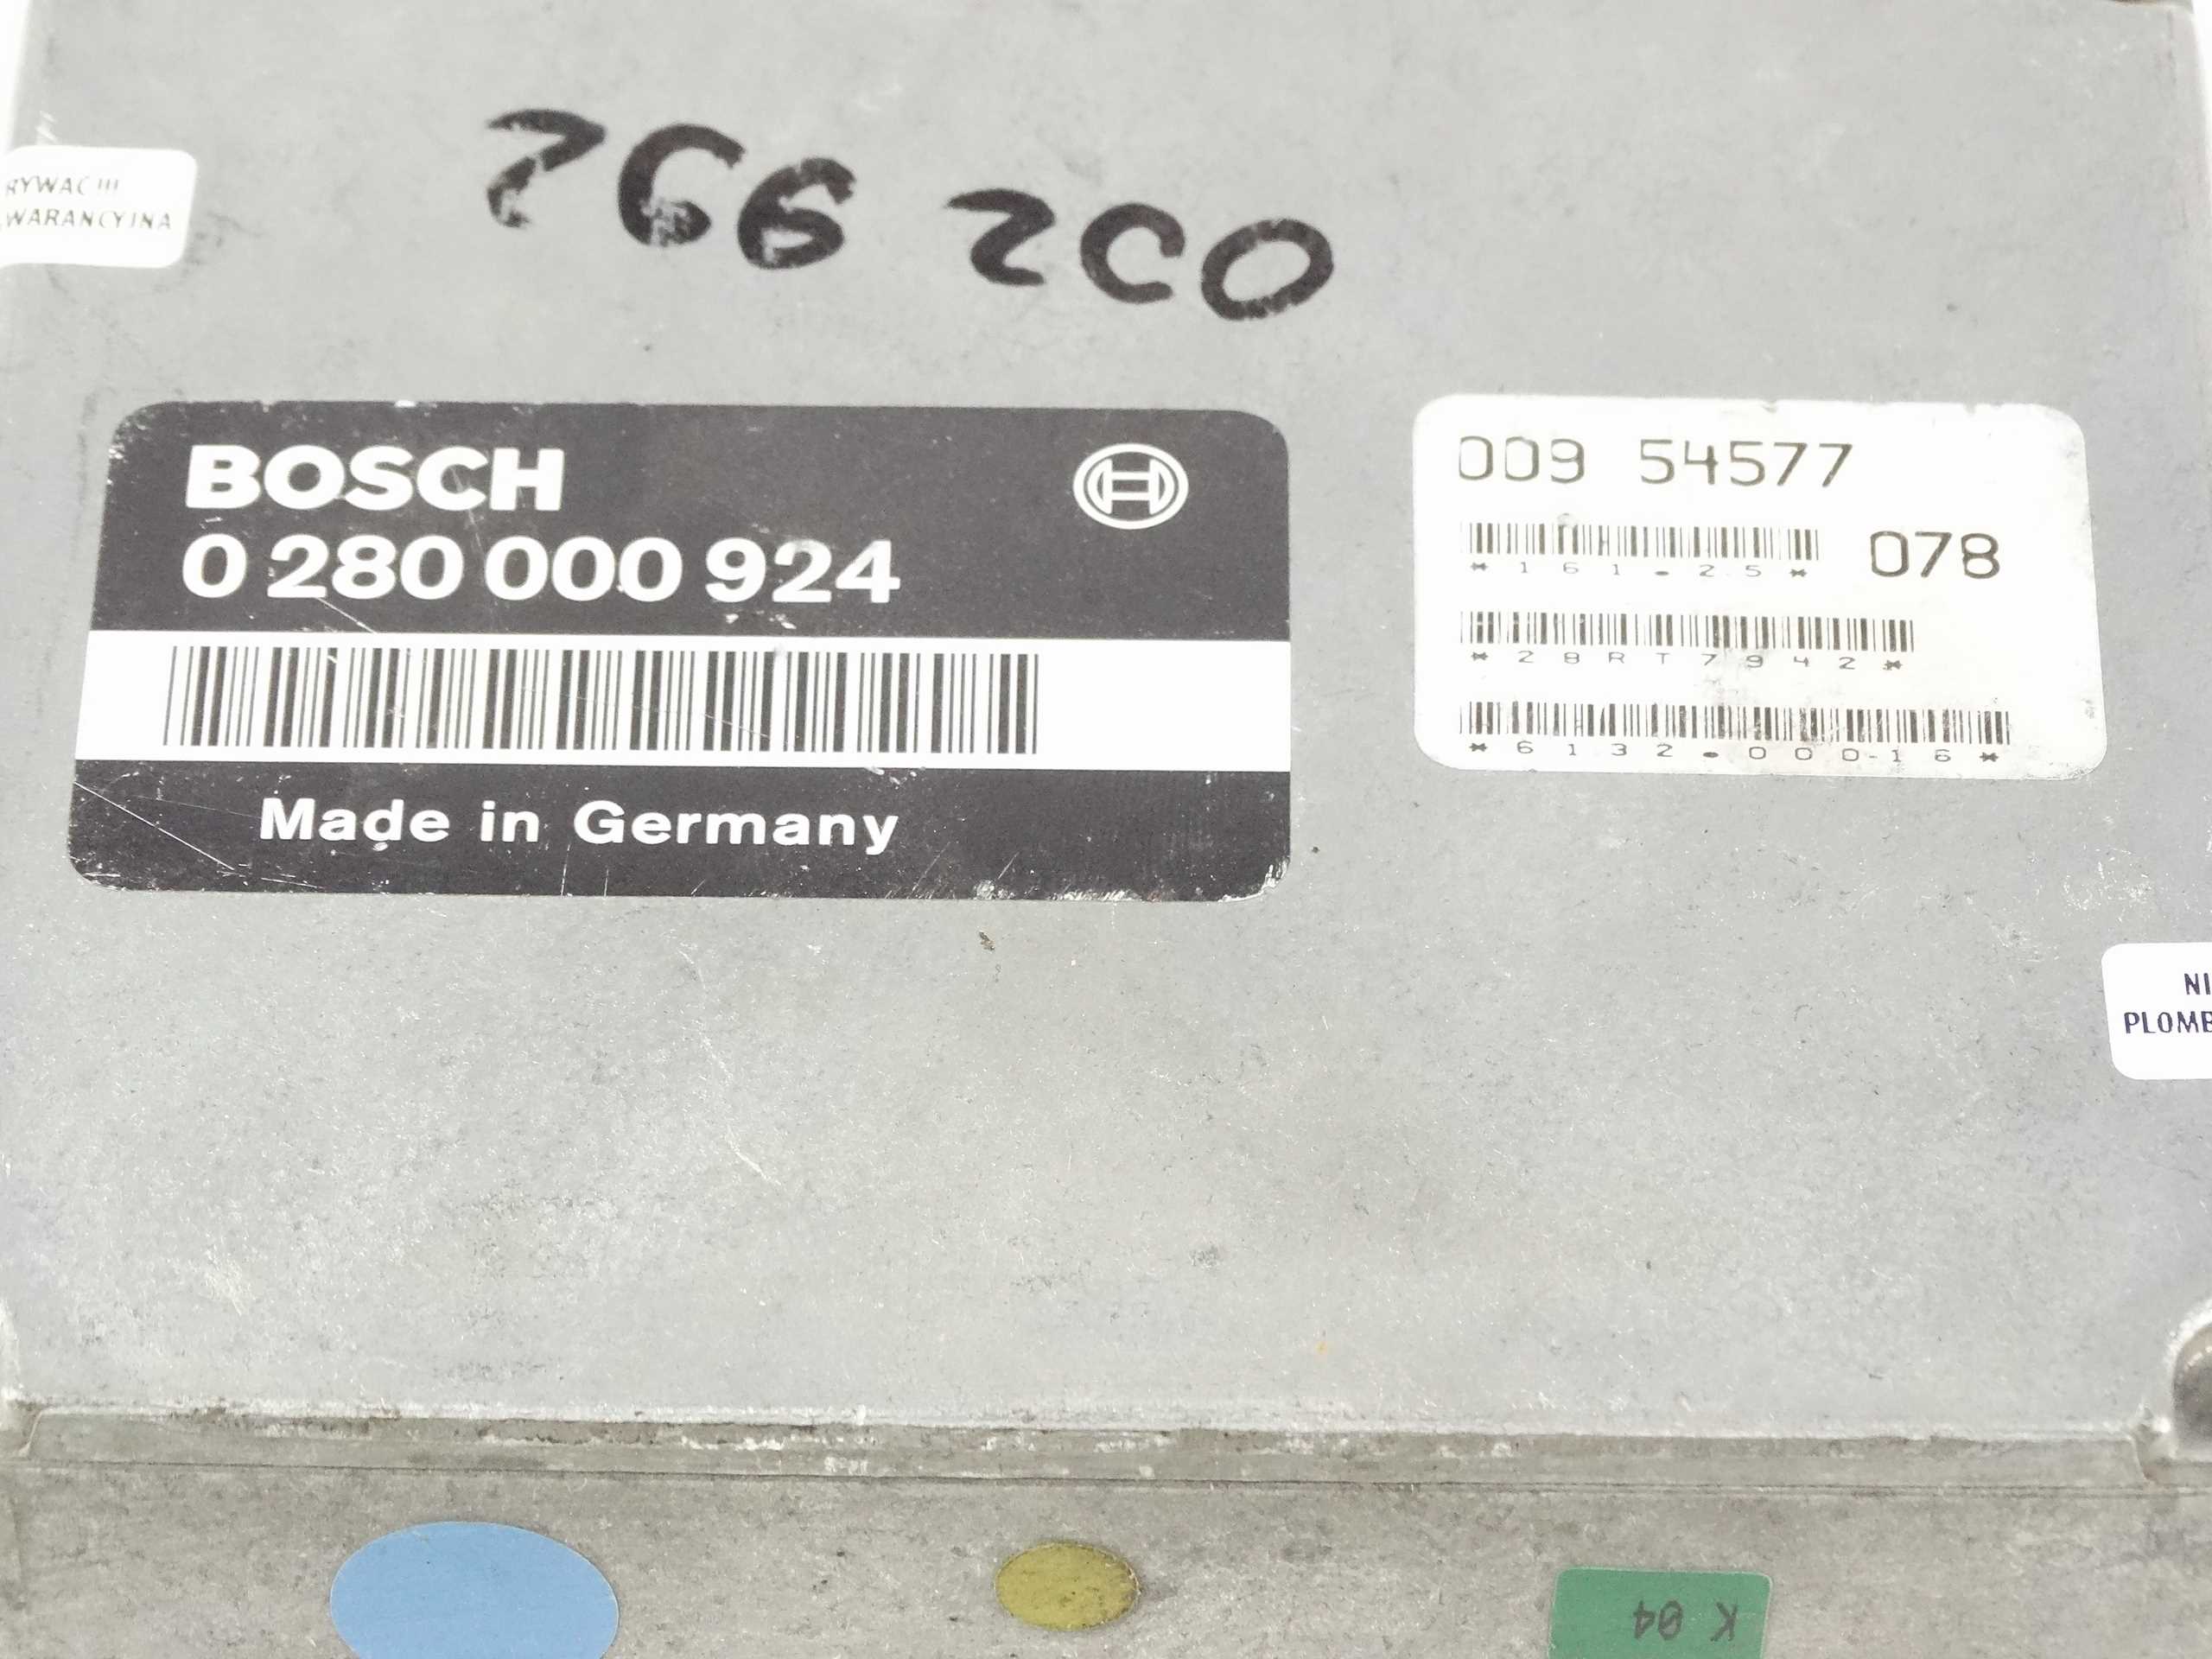 266 200
RYWAĆ!!!
WARANCYJNA
BOSCH
0 280 000 924
Made in Germany
009 54577
*161.25* 078
*28RT7942*
*6132.000-16*
NI
PLOMB
K 04